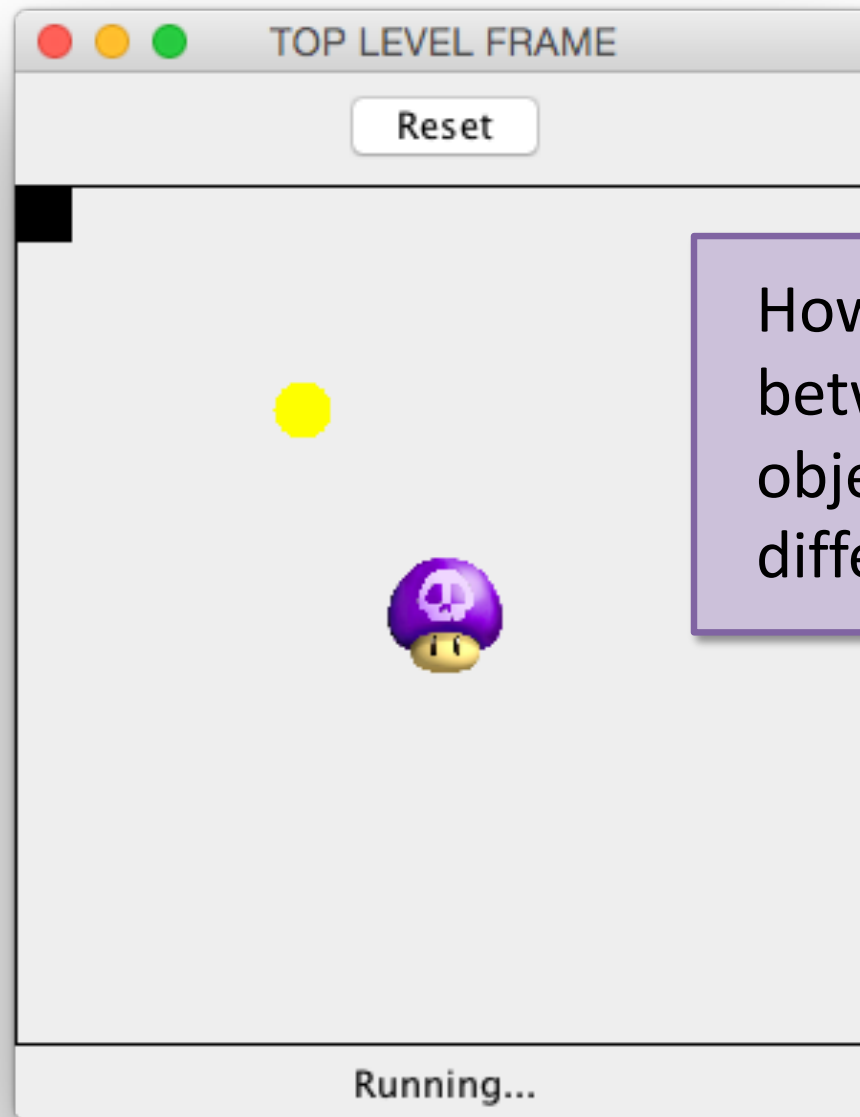 TOP LEVEL FRAME
Reset
How
betw
obje
diffe
Running...